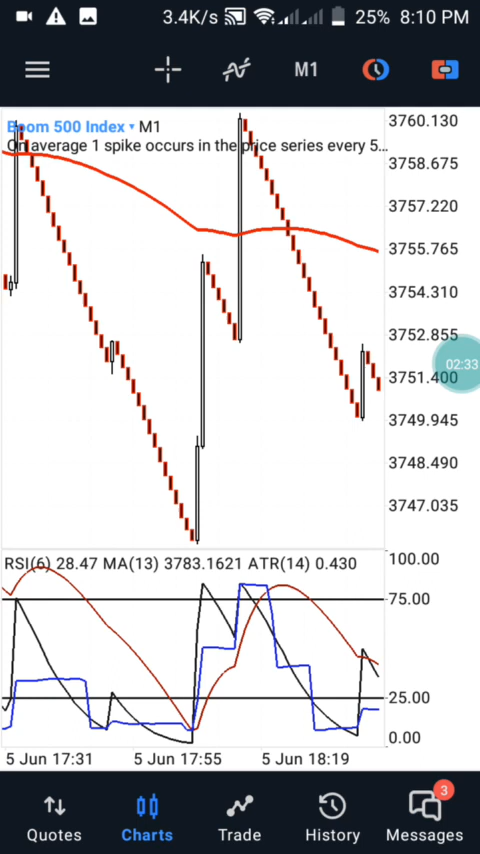 3.4K/s 25% 8:10 PM
M1
Boom 500 Index ▾ M1
On average 1 spike occurs in the price series every 5...
3760.130
3758.675
3757.220
3755.765
3754.310
3752.855
02:33
3751.400
3749.945
3748.490
3747.035
RSI(6) 28.47 MA(13) 3783.1621 ATR(14) 0.430
100.00
75.00
25.00
0.00
5 Jun 17:31 5 Jun 17:55 5 Jun 18:19
3
Quotes Charts Trade History Messages